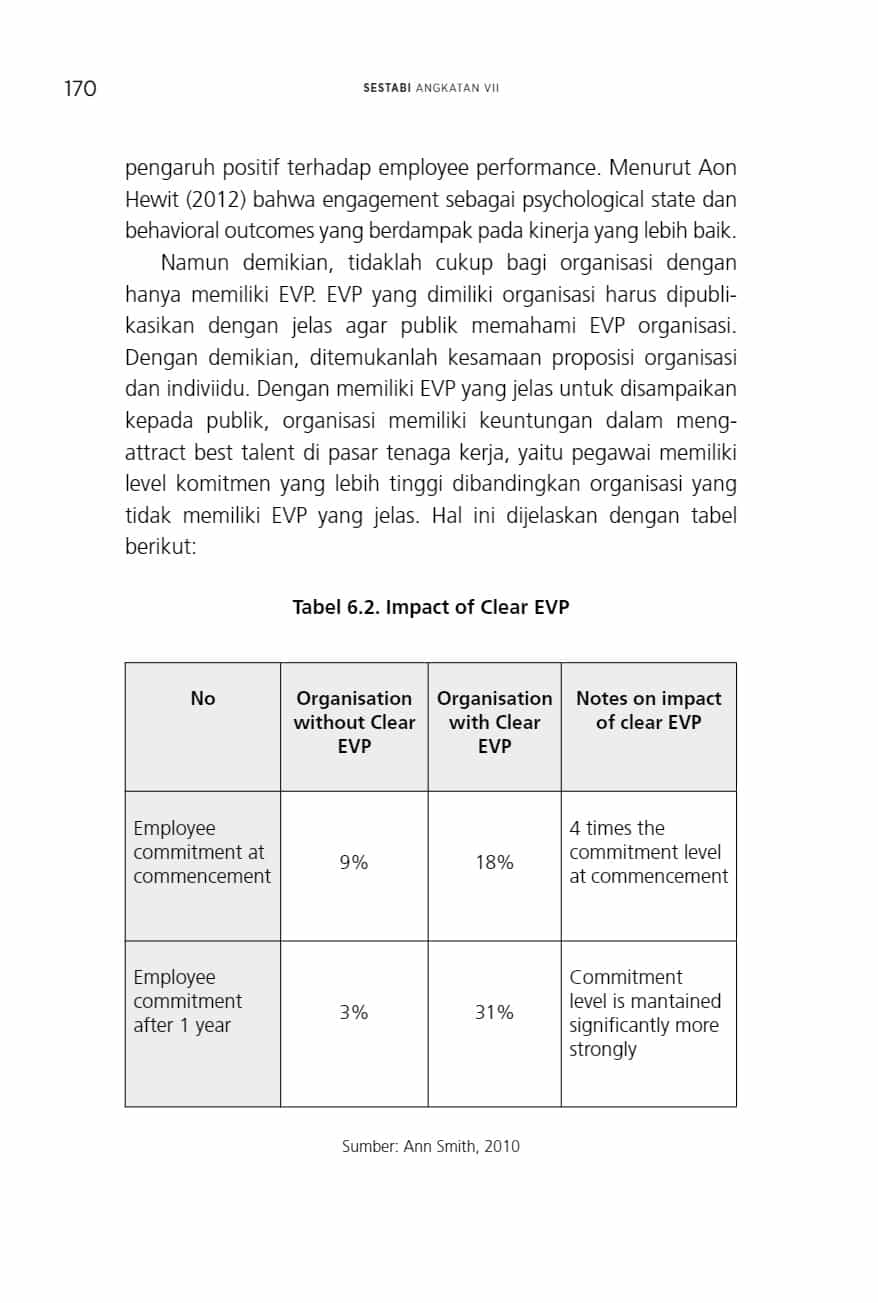 170
SESTABI ANGKATAN VII
pengaruh positif terhadap employee performance. Menurut Aon
Hewit (2012) bahwa engagement sebagai psychological state dan
behavioral outcomes yang berdampak pada kinerja yang lebih baik.
Namun demikian, tidaklah cukup bagi organisasi dengan
hanya memiliki EVP. EVP yang dimiliki organisasi harus dipubli-
kasikan dengan jelas agar publik memahami EVP organisasi.
Dengan demikian, ditemukanlah kesamaan proposisi organisasi
dan indiviidu. Dengan memiliki EVP yang jelas untuk disampaikan
kepada publik, organisasi memiliki keuntungan dalam meng-
attract best talent di pasar tenaga kerja, yaitu pegawai memiliki
level komitmen yang lebih tinggi dibandingkan organisasi yang
tidak memiliki EVP yang jelas. Hal ini dijelaskan dengan tabel
berikut:
Tabel 6.2. Impact of Clear EVP
No
Organisation
without Clear
EVP
Organisation
with Clear
EVP
Notes on impact
of clear EVP
Employee
commitment at
commencement
9%
18%
4 times the
commitment level
at commencement
Employee
commitment
after 1 year
3%
31%
Commitment
level is mantained
significantly more
strongly
Sumber: Ann Smith, 2010